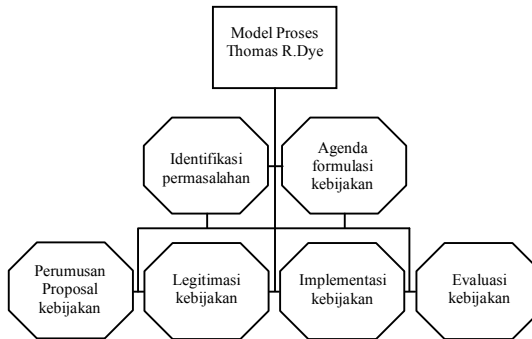 Model Proses
Thomas R.Dye
Identifikasi
permasalahan
Agenda
formulasi
kebijakan
Perumusan
Proposal
kebijakan
Legitimasi
kebijakan
Implementasi
kebijakan
Evaluasi
kebijakan